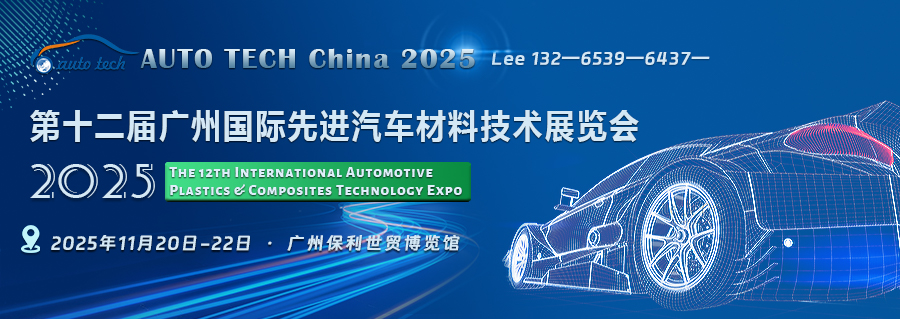 auto tech
AUTO TECH China 2025
Lee 132—6539—6437—
第十二届广州国际先进汽车材料技术展览会
2025
The 12th International Automotive
Plastics & Composites Technology Expo
2025年11月20日-22日 · 广州保利世贸博览馆